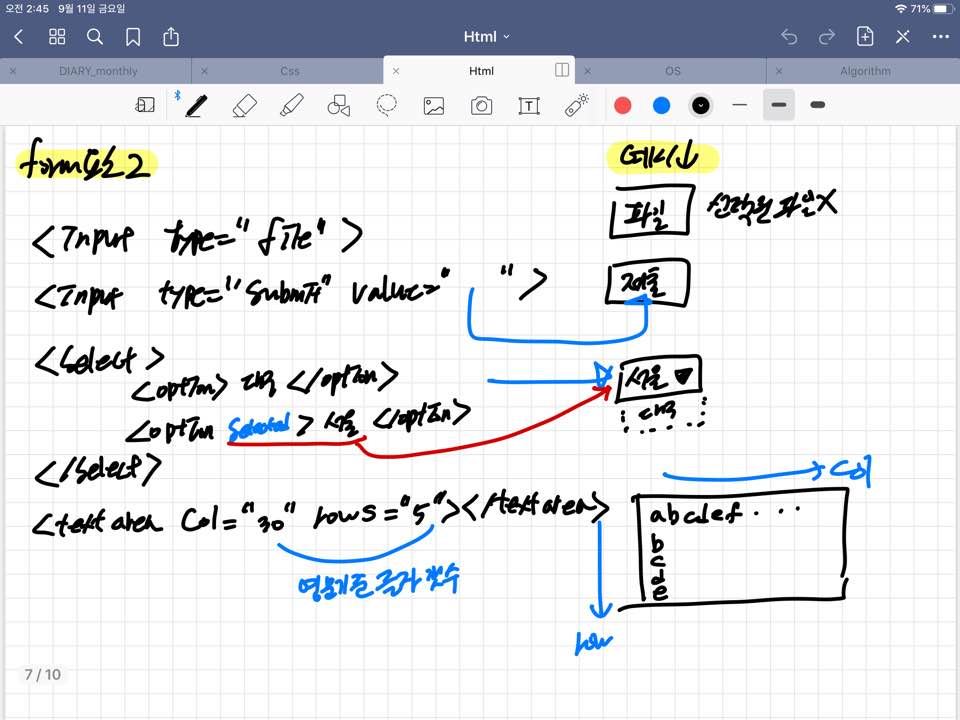 오전 2:45 9월 11일 금요일
71%
Html
DIARY_monthly
Css
Html
OS
Algorithm
form요소 2
예시↓
<Input type="file">
파일 선택된 파일X
<Input type="Submit" value=" ">
제출
<Select>
<option> 대구 </option>
서울 ▼
<option Selected> 서울 </option>
대구
</Select>
Col
<text area Col="30" rows="5"></text area>
abcdef...
b
c
d
e
영문기준 글자 갯수
row
7 / 10